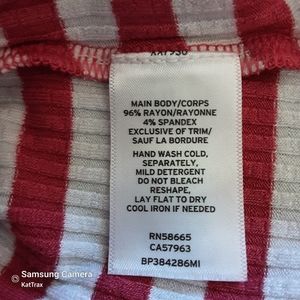 MAIN BODY/CORPS
96% RAYON/RAYONNE
4% SPANDEX
EXCLUSIVE OF TRIM/
SAUF LA BORDURE
HAND WASH COLD,
SEPARATELY,
MILD DETERGENT
DO NOT BLEACH
RESHAPE,
LAY FLAT TO DRY
COOL IRON IF NEEDED
RN58665
CA57963
BP384286MI
Samsung Camera
KatTrax